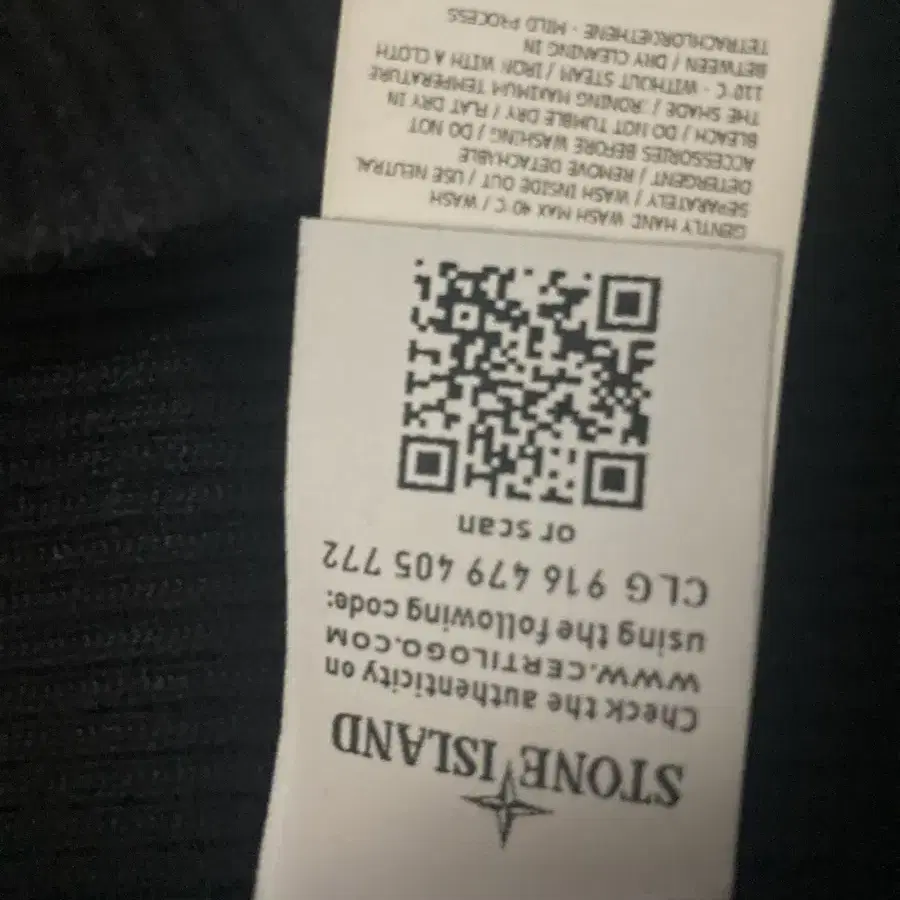 STONE ISLAND
Check the authenticity on
WWW.CERTILOGO.COM
using the following code:
CLG 916 479 405 772
or scan
GENTLY HAND WASH MAX 40°C / WASH
SEPARATELY / WASH INSIDE OUT / USE NEUTRAL
DETERGENT / REMOVE DETACHABLE
ACCESSORIES BEFORE WASHING / DO NOT
BLEACH / DO NOT TUMBLE DRY / FLAT DRY IN
THE SHADE / IRONING MAXIMUM TEMPERATURE
110°C - WITHOUT STEAM / IRON WITH A CLOTH
BETWEEN / DRY CLEANING IN
TETRACHLOROETHENE - MILD PROCESS